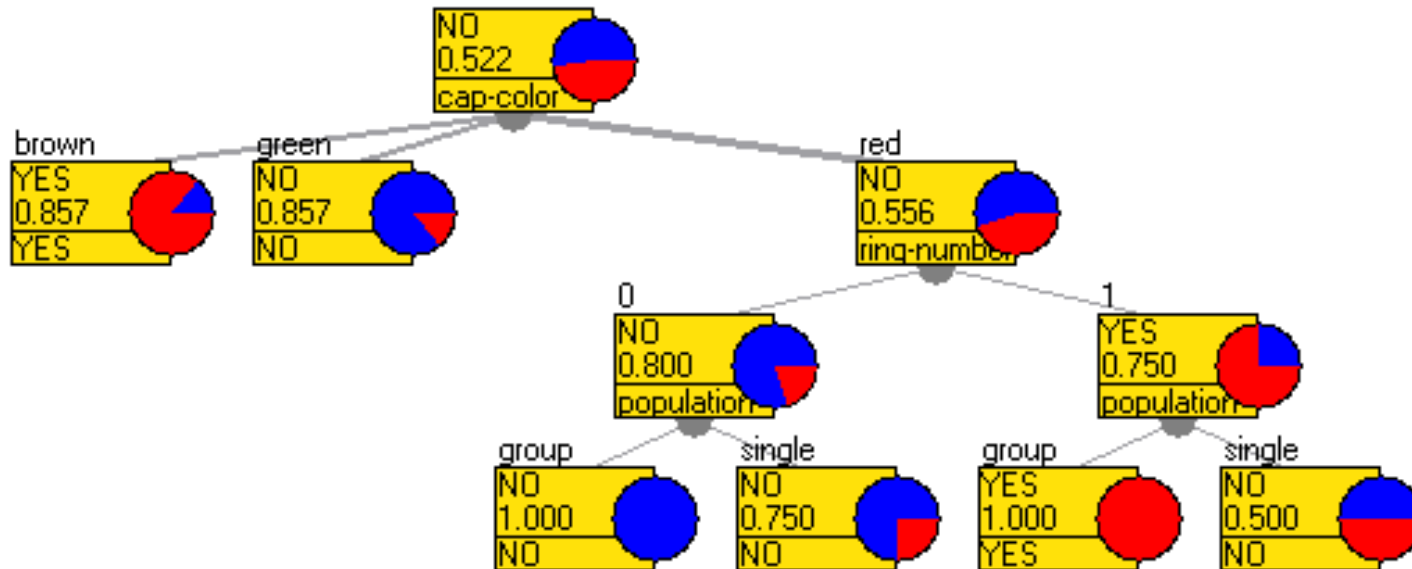 NO
0.522
cap-color
brown
green
red
YES
0.857
YES
NO
0.857
NO
NO
0.556
ring-number
0
1
NO
0.800
population
YES
0.750
population
group
single
group
single
NO
1.000
NO
NO
0.750
NO
YES
1.000
YES
NO
0.500
NO